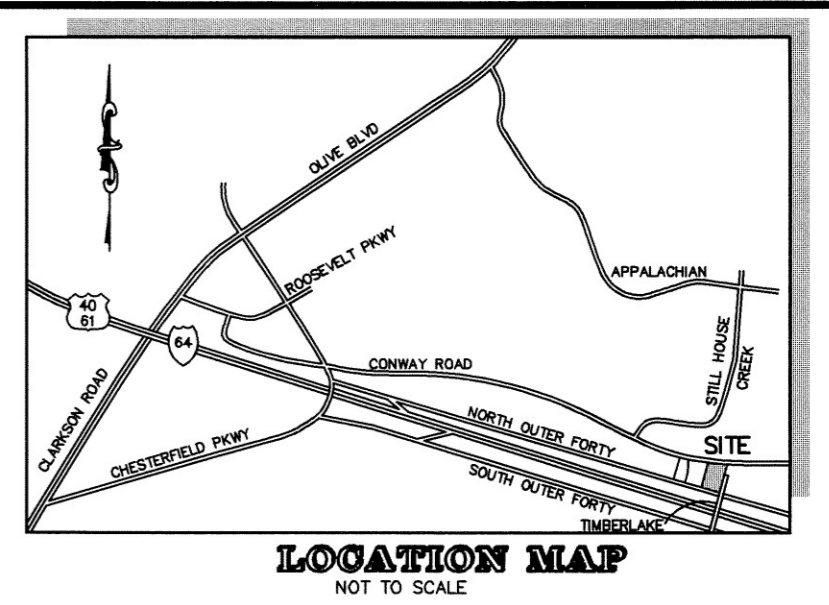 OLIVE BLVD
ROOSEVELT PKWY
APPALACHIAN
40
61
64
STILL HOUSE
CREEK
CONWAY ROAD
CLARKSON ROAD
NORTH OUTER FORTY
SITE
CHESTERFIELD PKWY
SOUTH OUTER FORTY
TIMBERLAKE
LOCATION MAP
NOT TO SCALE